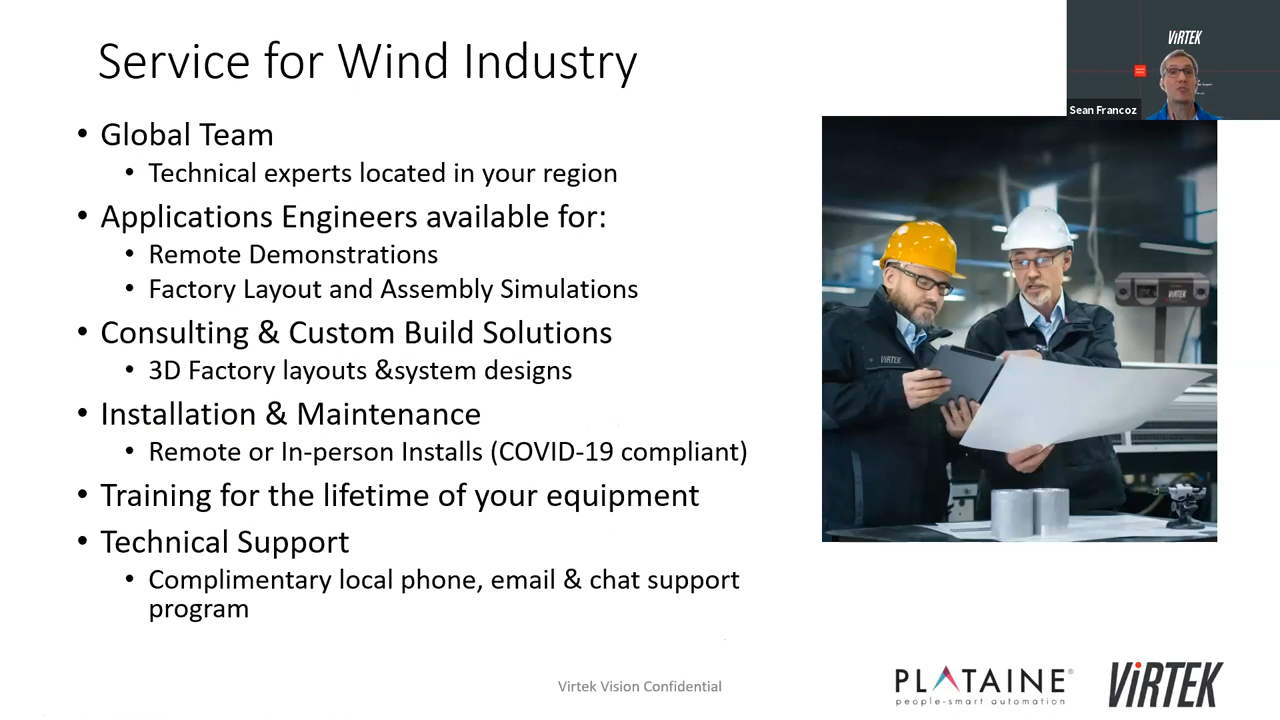 Service for Wind Industry
• Global Team
• Technical experts located in your region
• Applications Engineers available for:
• Remote Demonstrations
• Factory Layout and Assembly Simulations
• Consulting & Custom Build Solutions
• 3D Factory layouts &system designs
• Installation & Maintenance
• Remote or In-person Installs (COVID-19 compliant)
• Training for the lifetime of your equipment
• Technical Support
• Complimentary local phone, email & chat support
program
ViRTEK
Sean Francoz
ViRTEK
ViRTEK
Virtek Vision Confidential
PLATAINE®
people-smart automation
ViRTEK